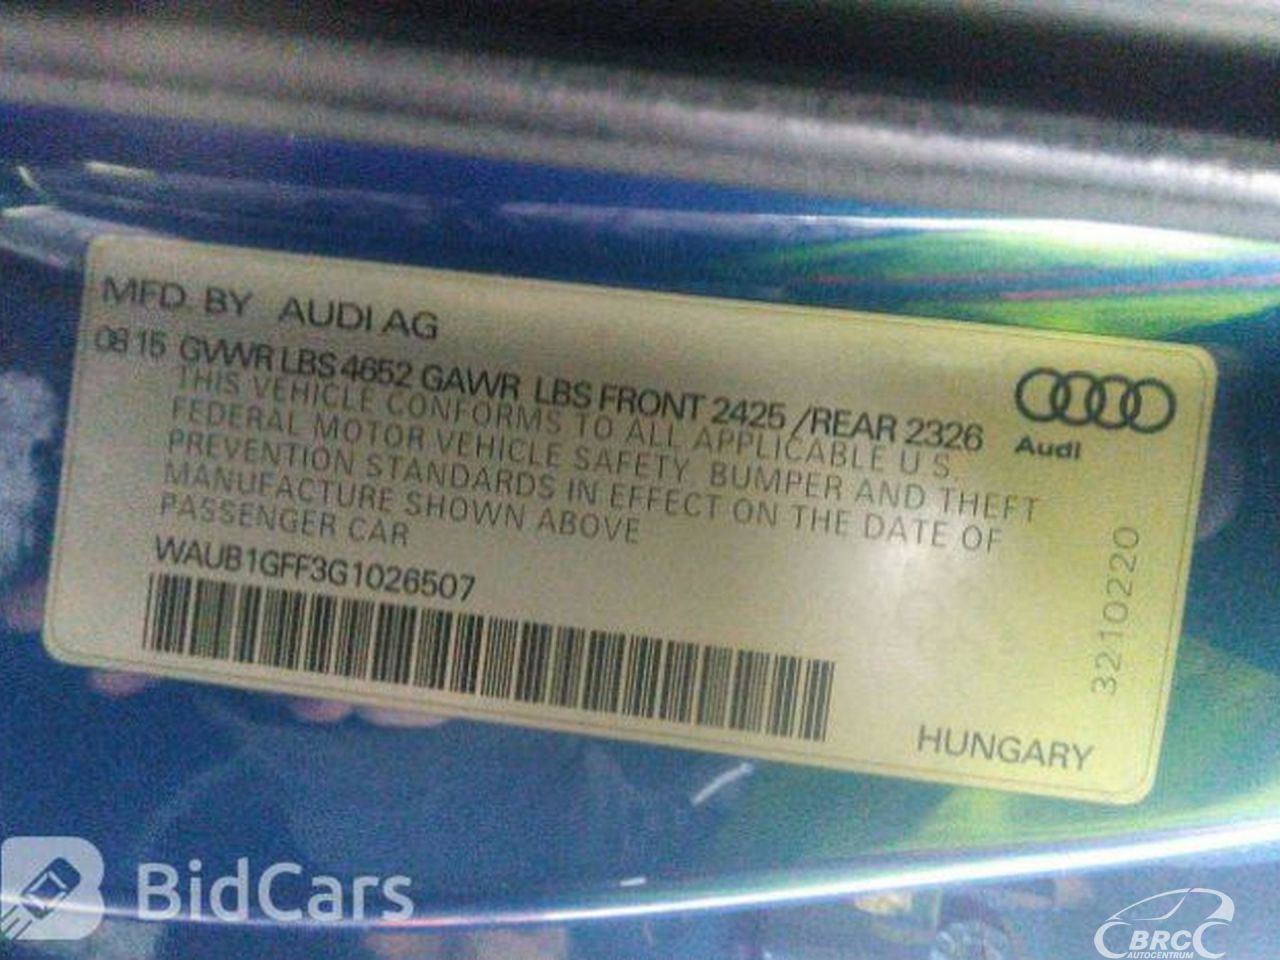 MFD. BY AUDI AG
08 15 GVWR LBS 4652 GAWR LBS FRONT 2425 /REAR 2326
THIS VEHICLE CONFORMS TO ALL APPLICABLE U.S.
FEDERAL MOTOR VEHICLE SAFETY, BUMPER AND THEFT
PREVENTION STANDARDS IN EFFECT ON THE DATE OF
MANUFACTURE SHOWN ABOVE
PASSENGER CAR
WAUB1GFF3G1026507
Audi
3210220
HUNGARY
BidCars
BRC
AUTOCENTRUM